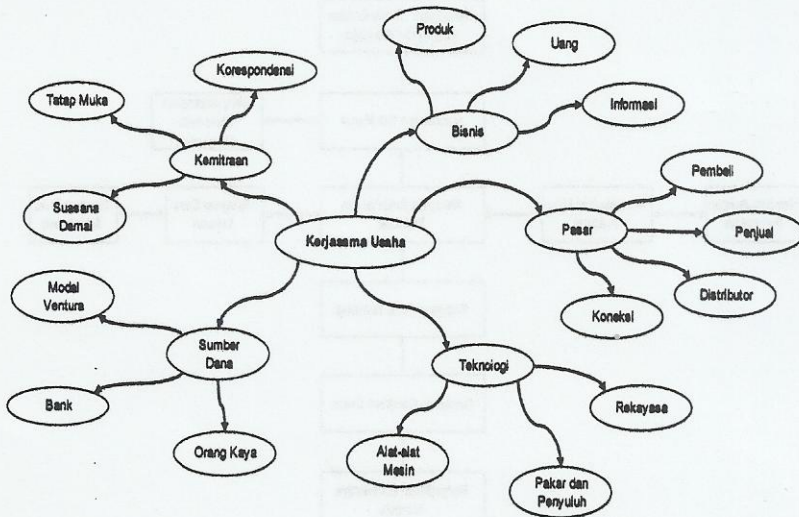 Produk
Uang
Korespondensi
Tatap Muka
Informasi
Bisnis
Kemitraan
Pembeli
Suasana
Damai
Kerjasama Usaha
Pasar
Penjual
Modal
Ventura
Distributor
Koneksi
Sumber
Dana
Teknologi
Bank
Rekayasa
Orang Kaya
Alat-alat
Mesin
Pakar dan
Penyuluh